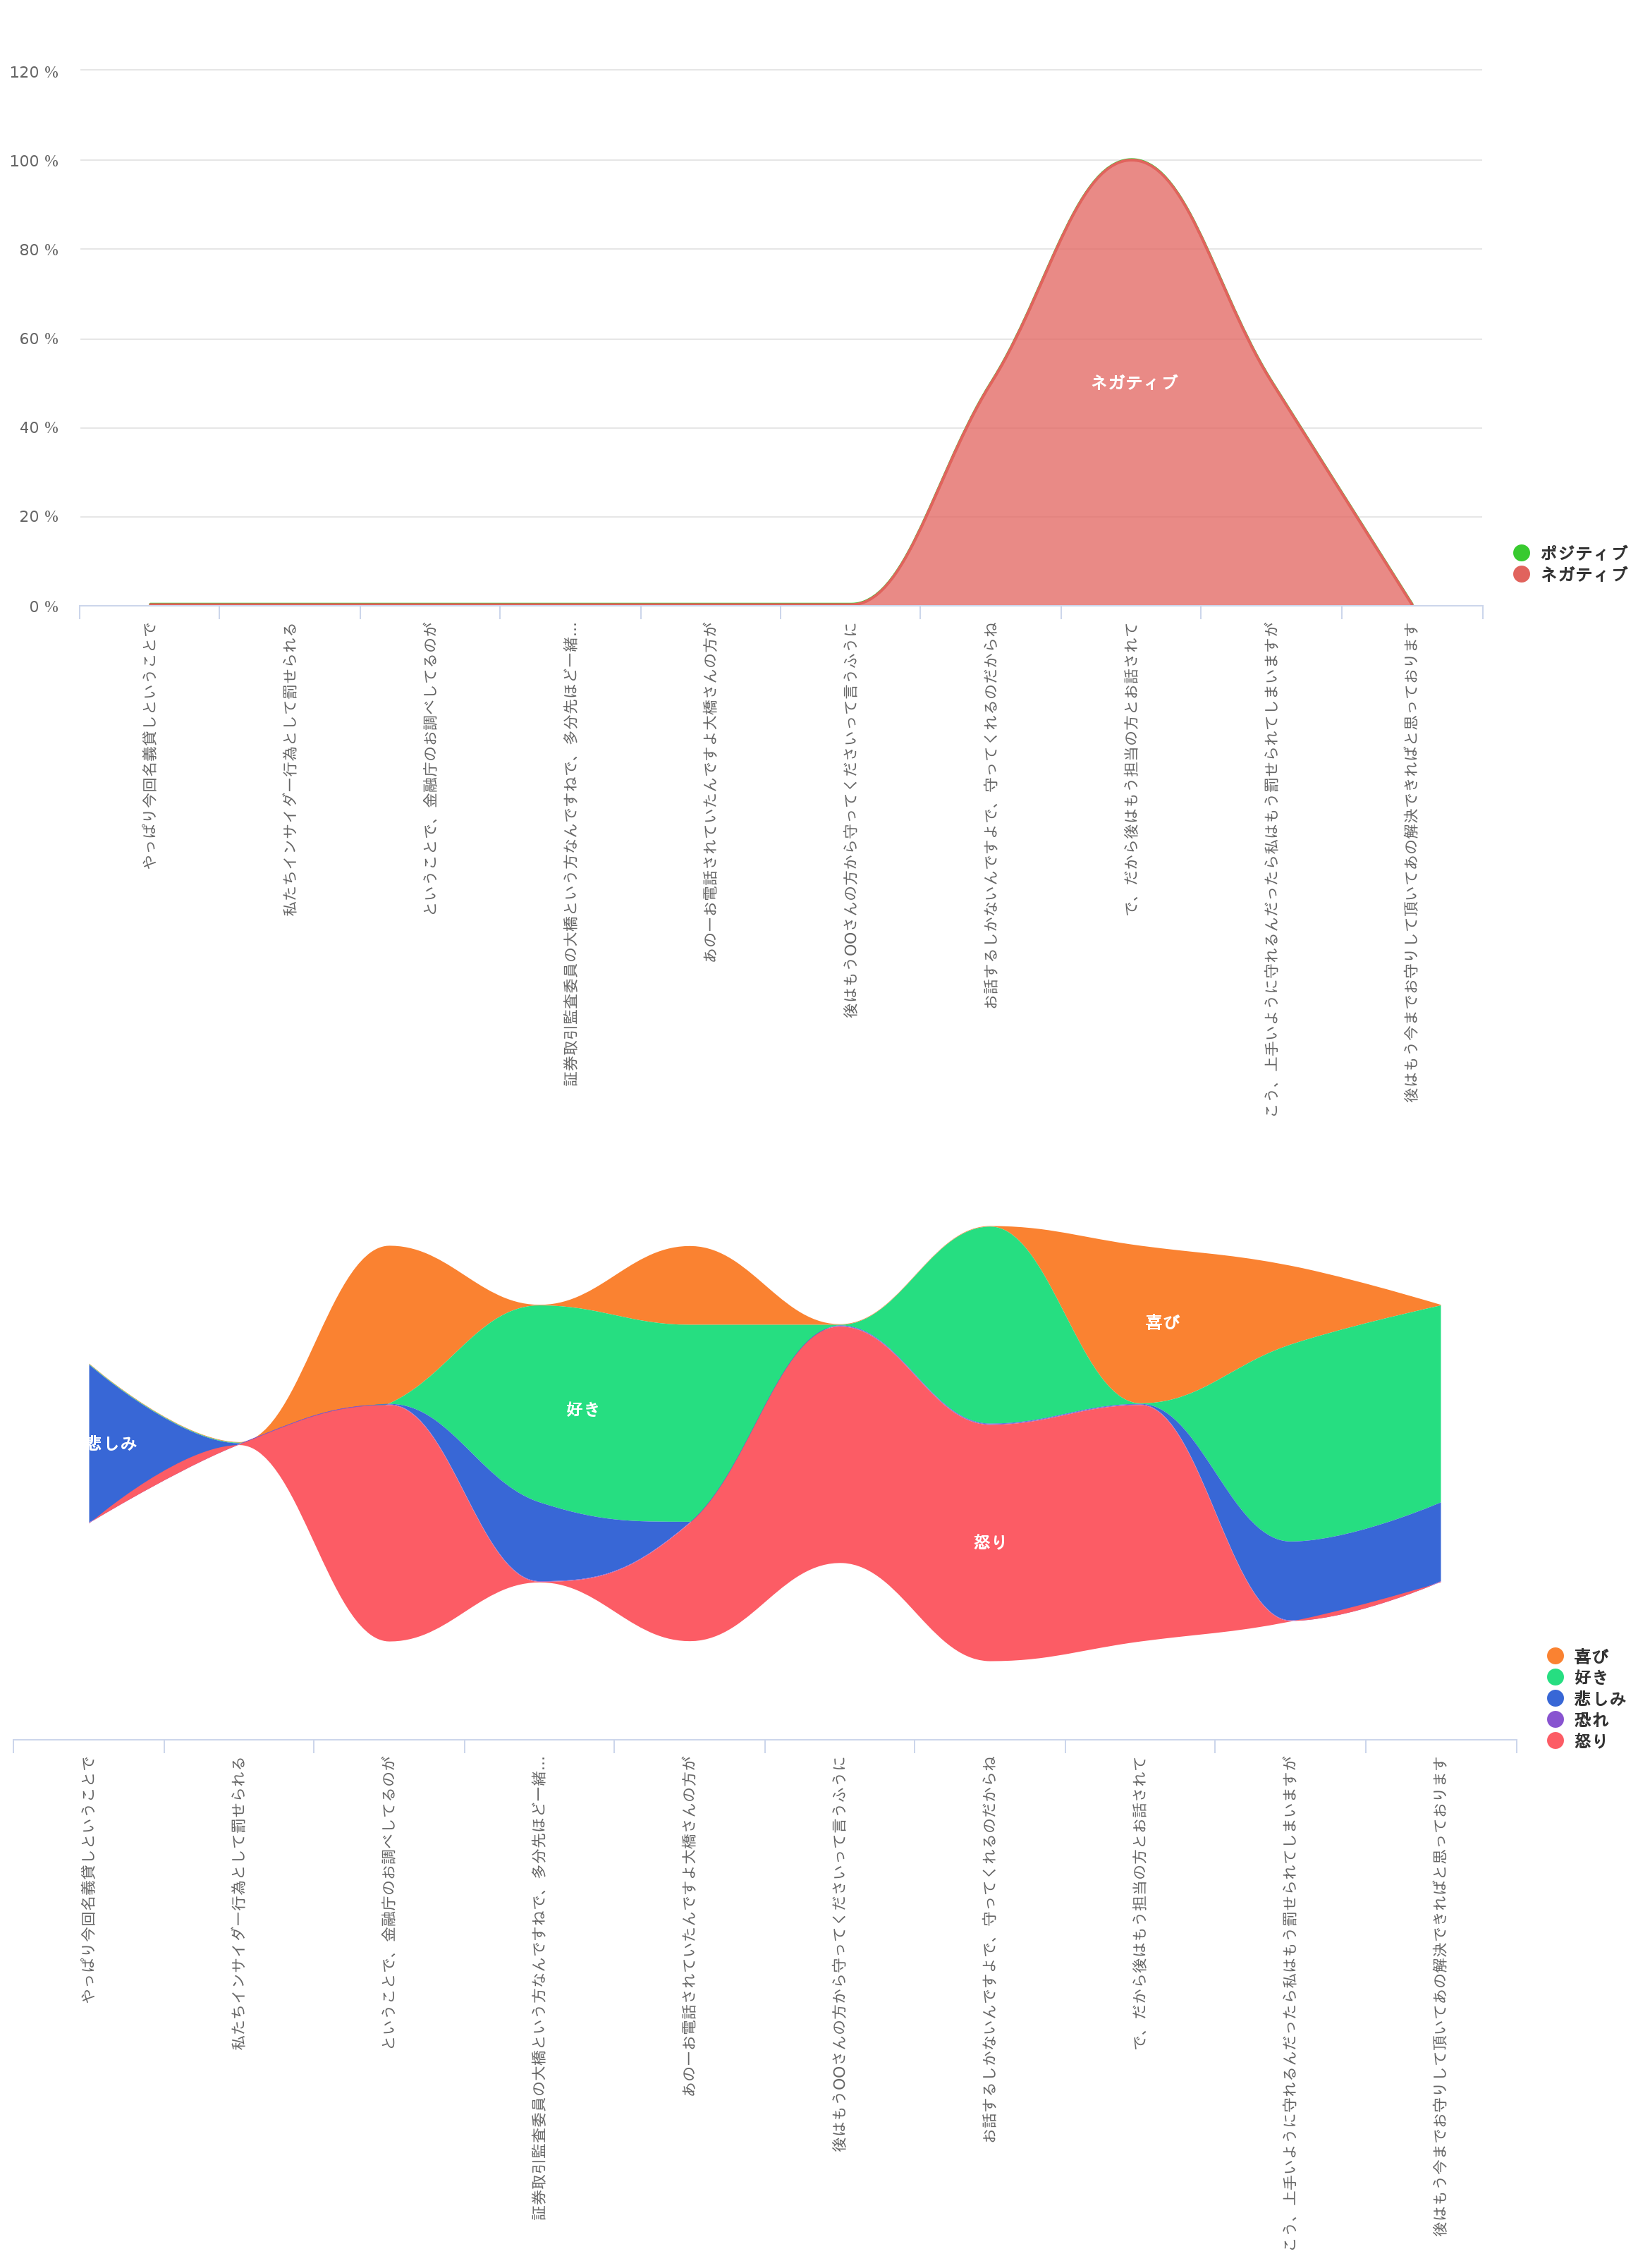 120 %
100 %
80 %
60 %
40 %
20 %
0 %
ネガティブ
ポジティブ
ネガティブ
やっぱり今回名義貸しということで
私たちインサイダー行為として罰せられる
ということで、金融庁のお調べしてるのが
証券取引監査委員の大橋という方なんですねで、多分先ほど一緒…
あのーお電話されていたんですよ大橋さんの方が
後はもう○○さんの方から守ってくださいって言うふうに
お話するしかないんですよで、守ってくれるのだからね
で、だから後はもう担当の方とお話されて
こう、上手いように守れるんだったら私はもう罰せられてしまいますが
後はもう今までお守りして頂いてあの解決できればと思っております
悲しみ
好き
喜び
怒り
喜び
好き
悲しみ
恐れ
怒り
やっぱり今回名義貸しということで
私たちインサイダー行為として罰せられる
ということで、金融庁のお調べしてるのが
証券取引監査委員の大橋という方なんですねで、多分先ほど一緒…
あのーお電話されていたんですよ大橋さんの方が
後はもう○○さんの方から守ってくださいって言うふうに
お話するしかないんですよで、守ってくれるのだからね
で、だから後はもう担当の方とお話されて
こう、上手いように守れるんだったら私はもう罰せられてしまいますが
後はもう今までお守りして頂いてあの解決できればと思っております